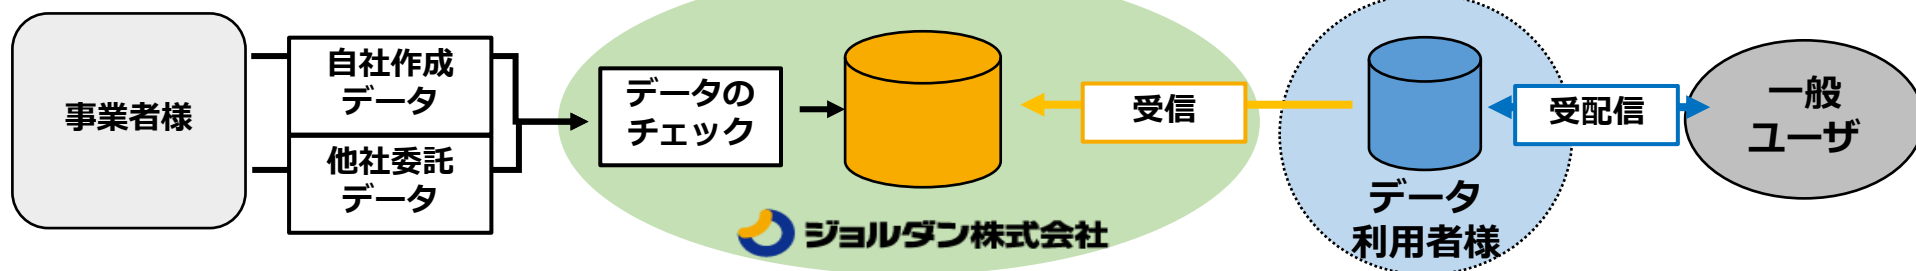 事業者様
自社作成
データ
他社委託
データ
データの
チェック
ジョルダン株式会社
受信
データ
利用者様
受配信
一般
ユーザ